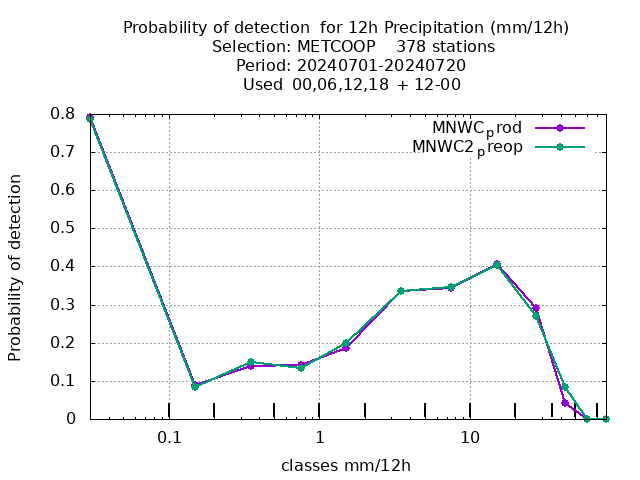 Probability of detection  for 12h Precipitation (mm/12h)
Selection: METCOOP    378 stations
Period: 20240701-20240720
Used  00,06,12,18  + 12-00
MNWCprod
MNWC2preop
0.8
0.7
0.6
0.5
0.4
0.3
0.2
0.1
0
Probability of detection
0.1 1 10
classes mm/12h